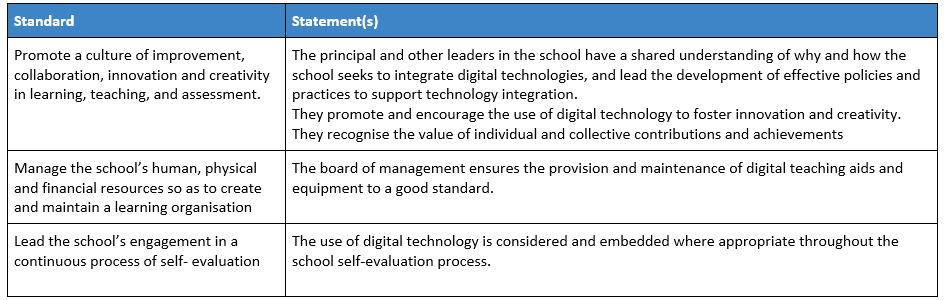 Standard
Statement(s)
Promote a culture of improvement,
collaboration, innovation and creativity
in learning, teaching, and assessment.
The principal and other leaders in the school have a shared understanding of why and how the
school seeks to integrate digital technologies, and lead the development of effective policies and
practices to support technology integration.
They promote and encourage the use of digital technology to foster innovation and creativity.
They recognise the value of individual and collective contributions and achievements
Manage the school’s human, physical
and financial resources so as to create
and maintain a learning organisation
The board of management ensures the provision and maintenance of digital teaching aids and
equipment to a good standard.
Lead the school’s engagement in a
continuous process of self- evaluation
The use of digital technology is considered and embedded where appropriate throughout the
school self-evaluation process.